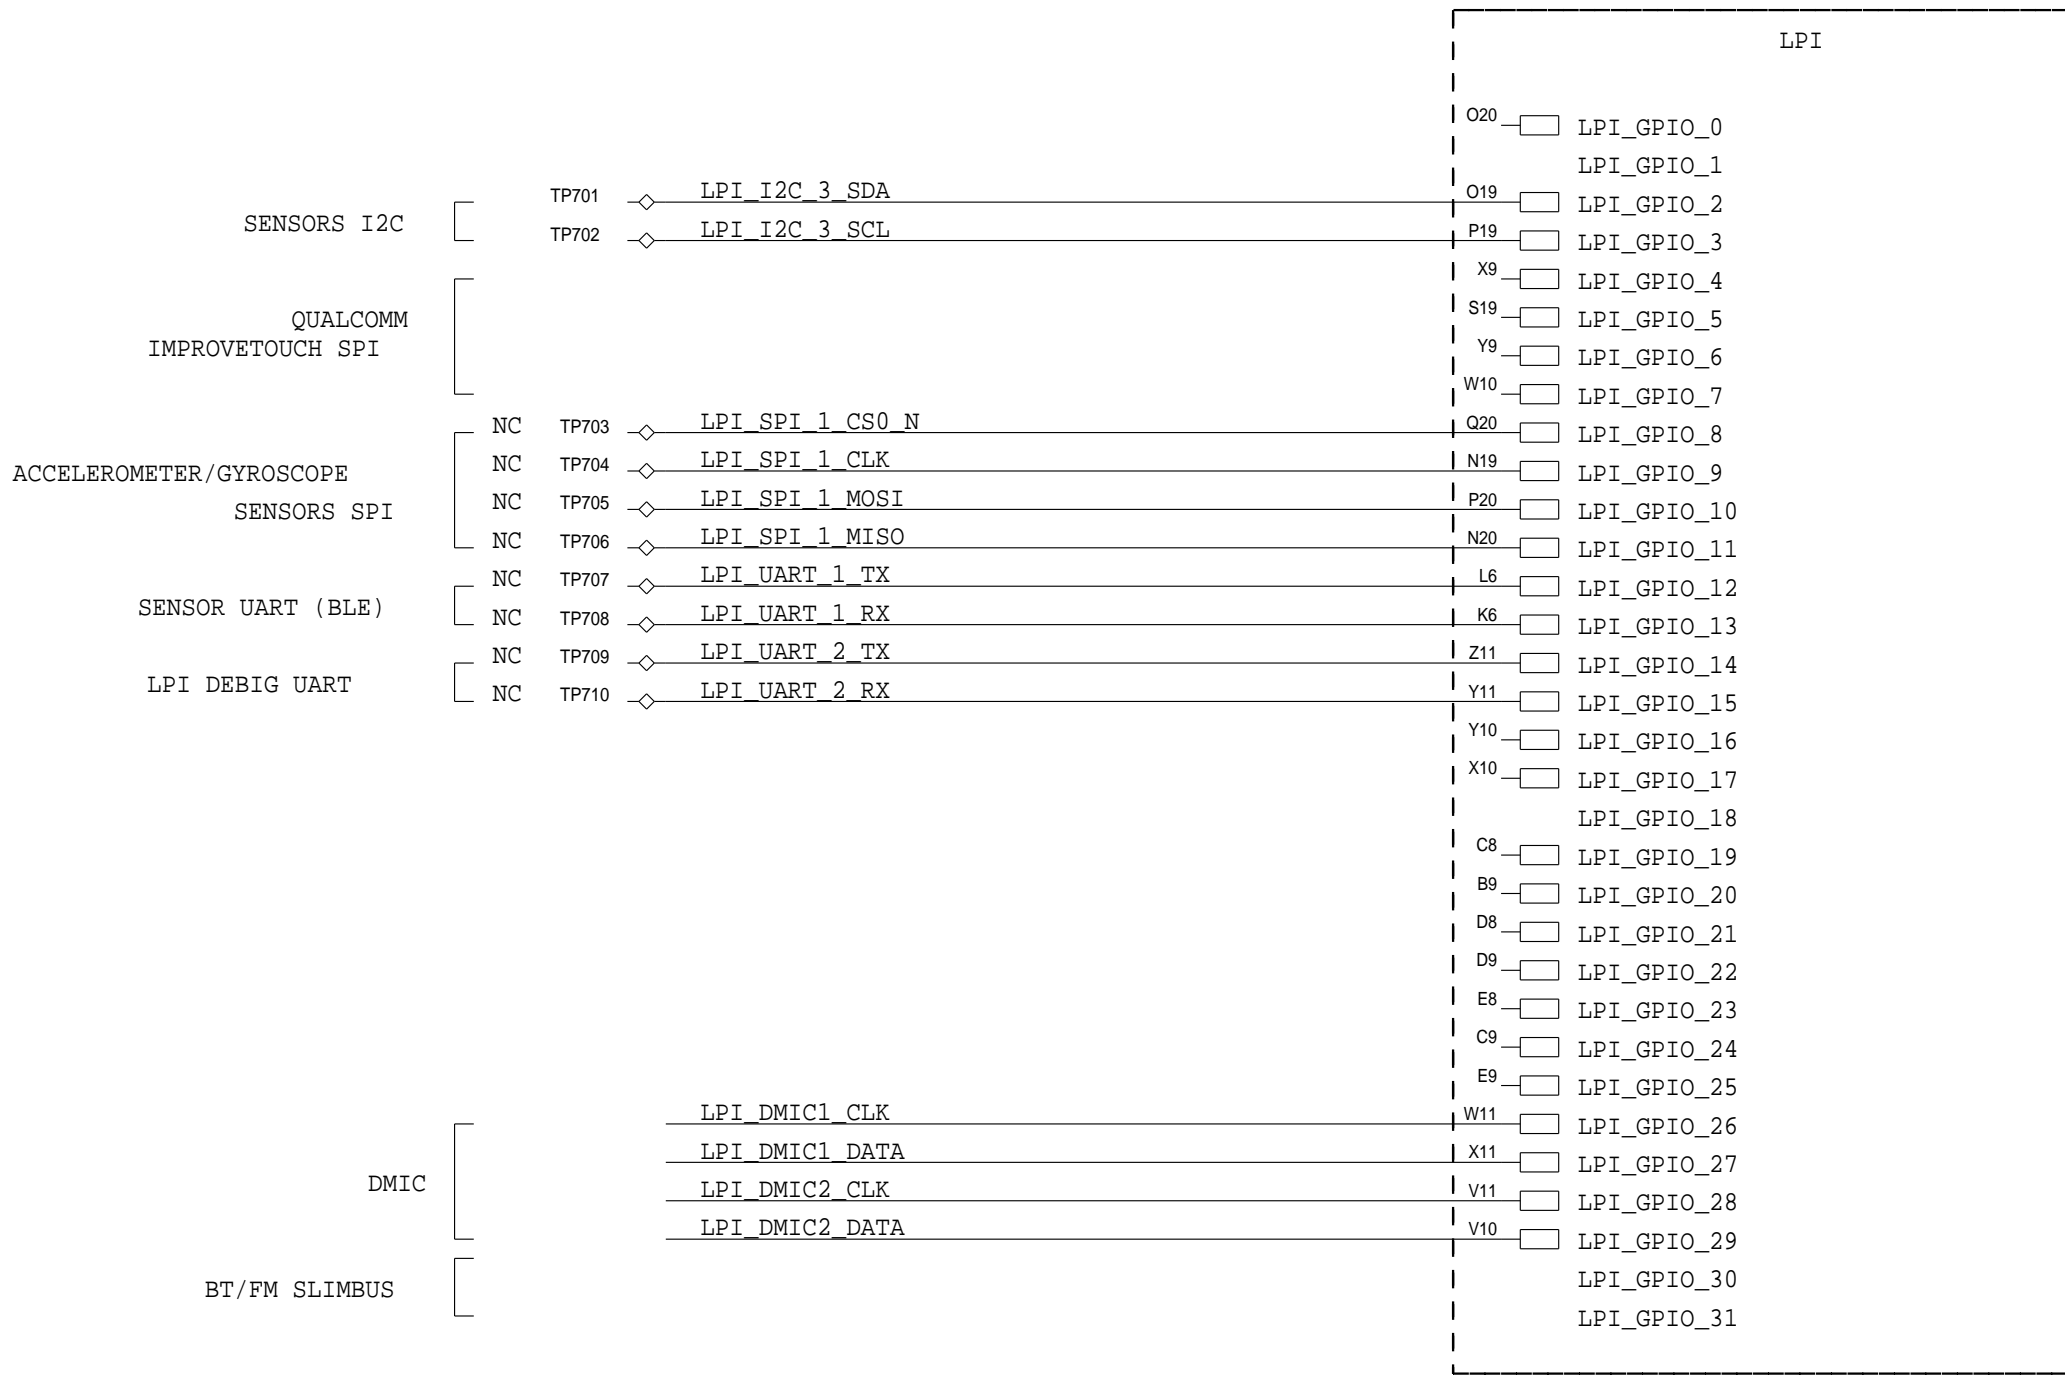 LPI
O20 LPI_GPIO_0
LPI_GPIO_1
TP701 LPI_I2C_3_SDA O19 LPI_GPIO_2
SENSORS I2C
TP702 LPI_I2C_3_SCL P19 LPI_GPIO_3
X9 LPI_GPIO_4
QUALCOMM S19 LPI_GPIO_5
IMPROVETOUCH SPI Y9 LPI_GPIO_6
W10 LPI_GPIO_7
NC TP703 LPI_SPI_1_CS0_N Q20 LPI_GPIO_8
ACCELEROMETER/GYROSCOPE NC TP704 LPI_SPI_1_CLK N19 LPI_GPIO_9
SENSORS SPI NC TP705 LPI_SPI_1_MOSI P20 LPI_GPIO_10
NC TP706 LPI_SPI_1_MISO N20 LPI_GPIO_11
NC TP707 LPI_UART_1_TX L6 LPI_GPIO_12
SENSOR UART (BLE)
NC TP708 LPI_UART_1_RX K6 LPI_GPIO_13
NC TP709 LPI_UART_2_TX Z11 LPI_GPIO_14
LPI DEBIG UART
NC TP710 LPI_UART_2_RX Y11 LPI_GPIO_15
Y10 LPI_GPIO_16
X10 LPI_GPIO_17
LPI_GPIO_18
C8 LPI_GPIO_19
B9 LPI_GPIO_20
D8 LPI_GPIO_21
D9 LPI_GPIO_22
E8 LPI_GPIO_23
C9 LPI_GPIO_24
E9 LPI_GPIO_25
LPI_DMIC1_CLK W11 LPI_GPIO_26
LPI_DMIC1_DATA X11 LPI_GPIO_27
DMIC
LPI_DMIC2_CLK V11 LPI_GPIO_28
LPI_DMIC2_DATA V10 LPI_GPIO_29
BT/FM SLIMBUS LPI_GPIO_30
LPI_GPIO_31